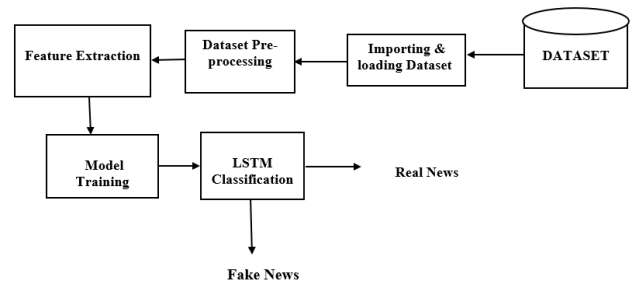 Feature Extraction
Dataset Pre-
processing
Importing &
loading Dataset
DATASET
Model
Training
LSTM
Classification
Real News
Fake News